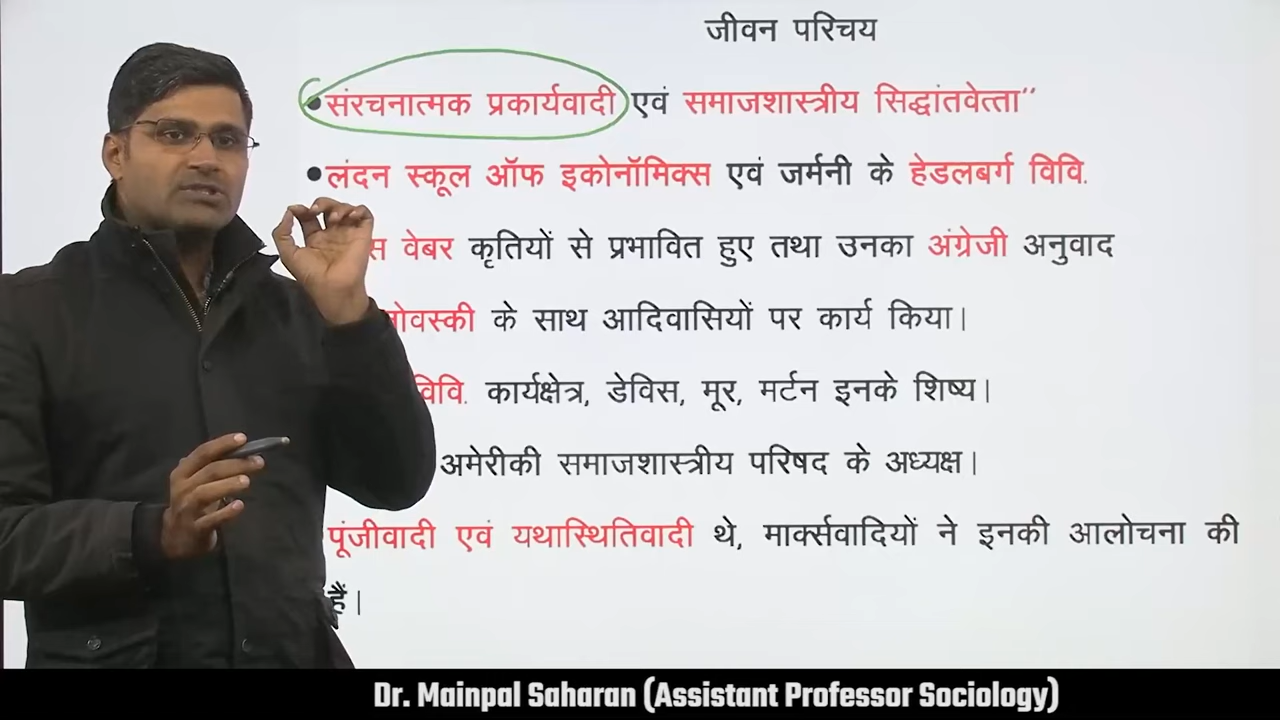 जीवन परिचय
•संरचनात्मक प्रकार्यवादी एवं समाजशास्त्रीय सिद्धांतवेत्ता’’
•लंदन स्कूल ऑफ इकोनॉमिक्स एवं जर्मनी के हेडलबर्ग विवि.
वेबर कृतियों से प्रभावित हुए तथा उनका अंग्रेजी अनुवाद
के साथ आदिवासियों पर कार्य किया।
विवि. कार्यक्षेत्र, डेविस, मूर, मर्टन इनके शिष्य।
अमेरीकी समाजशास्त्रीय परिषद के अध्यक्ष।
पूंजीवादी एवं यथास्थितिवादी थे, मार्क्सवादियों ने इनकी आलोचना की
हैं।
Dr. Mainpal Saharan (Assistant Professor Sociology)